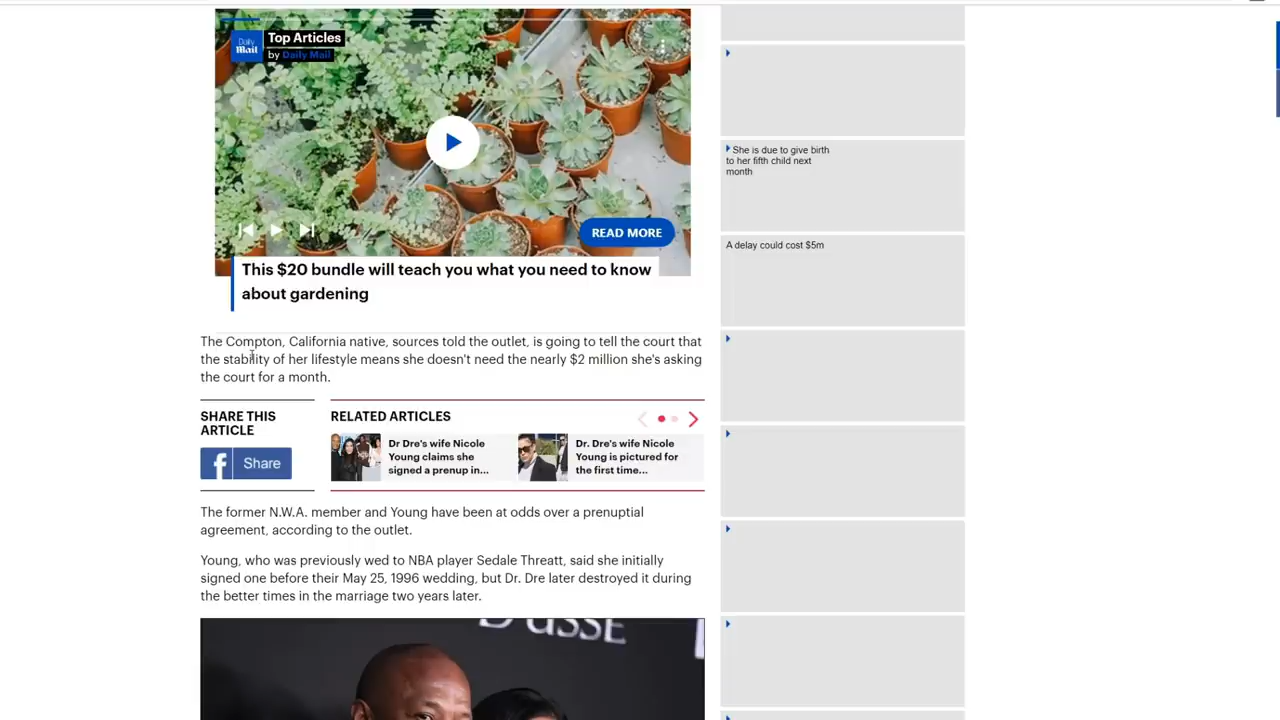 Daily Mail
Top Articles
by Daily Mail
READ MORE
This $20 bundle will teach you what you need to know
about gardening
The Compton, California native, sources told the outlet, is going to tell the court that
the stability of her lifestyle means she doesn't need the nearly $2 million she's asking
the court for a month.
SHARE THIS
ARTICLE
Share
RELATED ARTICLES
Dr Dre's wife Nicole
Young claims she
signed a prenup in...
Dr. Dre's wife Nicole
Young is pictured for
the first time...
The former N.W.A. member and Young have been at odds over a prenuptial
agreement, according to the outlet.
Young, who was previously wed to NBA player Sedale Threatt, said she initially
signed one before their May 25, 1996 wedding, but Dr. Dre later destroyed it during
the better times in the marriage two years later.
She is due to give birth
to her fifth child next
month
A delay could cost $5m